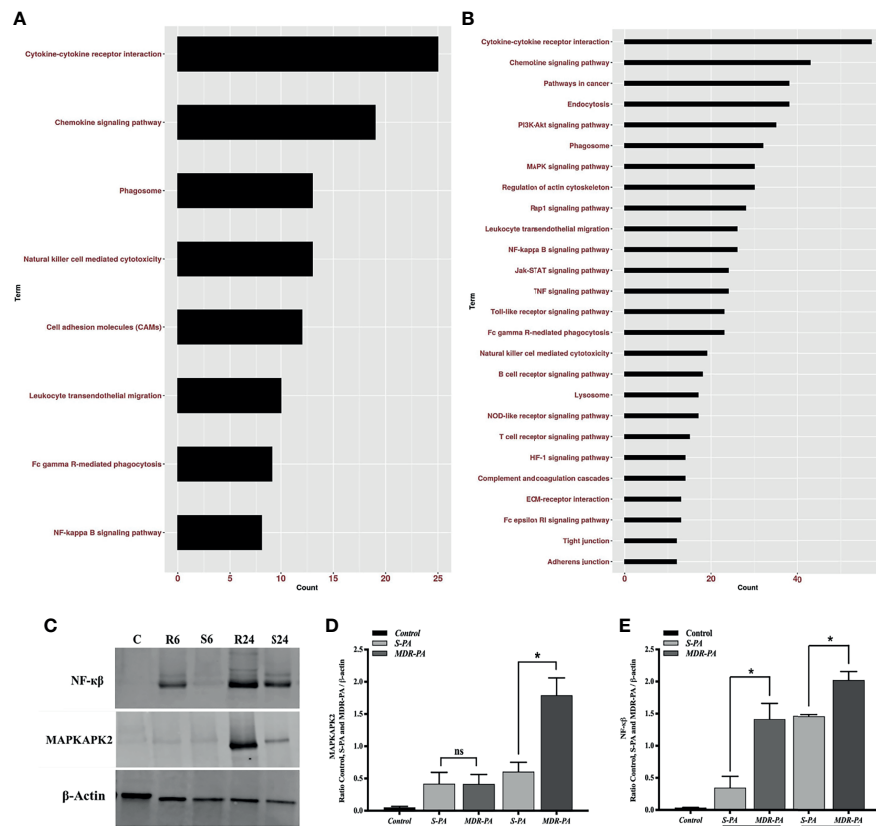 A
Cytokine-cytokine receptor interaction
Chemokine signaling pathway
Phagosome
Natural killer cell mediated cytotoxicity
Cell adhesion molecules (CAMs)
Leukocyte transendothelial migration
Fc gamma R-mediated phagocytosis
NF-kappa B signaling pathway
Term
0 5 10 15 20 25
Count
B
Cytokine-cytokine receptor interaction
Chemokine signaling pathway
Pathways in cancer
Endocytosis
PI3K-Akt signaling pathway
Phagosome
MAPK signaling pathway
Regulation of actin cytoskeleton
Rap1 signaling pathway
Leukocyte transendothelial migration
NF-kappa B signaling pathway
Jak-STAT signaling pathway
TNF signaling pathway
Toll-like receptor signaling pathway
Fc gamma R-mediated phagocytosis
Natural killer cell mediated cytotoxicity
B cell receptor signaling pathway
Lysosome
NOD-like receptor signaling pathway
T cell receptor signaling pathway
HIF-1 signaling pathway
Complement and coagulation cascades
ECM-receptor interaction
Fc epsilon RI signaling pathway
Tight junction
Adherens junction
Term
0 20 40
Count
C
C R6 S6 R24 S24
NF-κβ
MAPKAPK2
β-Actin
D
Control
S-PA
MDR-PA
MAPKAPK2
Ratio Control, S-PA and MDR-PA / β-actin
2.5
2.0
1.5
1.0
0.5
0.0
ns
*
Control S-PA MDR-PA S-PA MDR-PA
E
Control
S-PA
MDR-PA
NF-κβ
Ratio Control, S-PA and MDR-PA / β-actin
2.5
2.0
1.5
1.0
0.5
0.0
*
*
Control S-PA MDR-PA S-PA MDR-PA